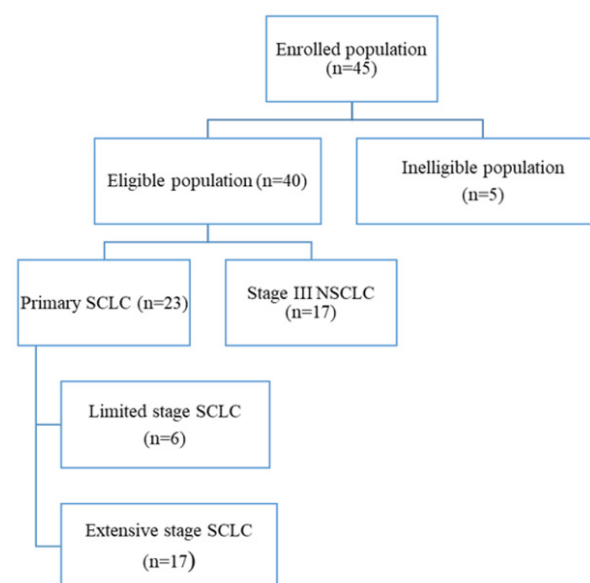 Enrolled population
(n=45)
Eligible population (n=40)
Inelligible population
(n=5)
Primary SCLC (n=23)
Stage III NSCLC
(n=17)
Limited stage SCLC
(n=6)
Extensive stage SCLC
(n=17)